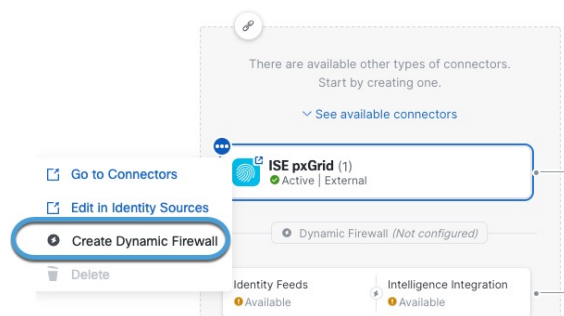 There are available other types of connectors.
Start by creating one.
See available connectors
ISE pxGrid (1)
Active | External
Go to Connectors
Edit in Identity Sources
Create Dynamic Firewall
Delete
Dynamic Firewall (Not configured)
Identity Feeds
Available
Intelligence Integration
Available